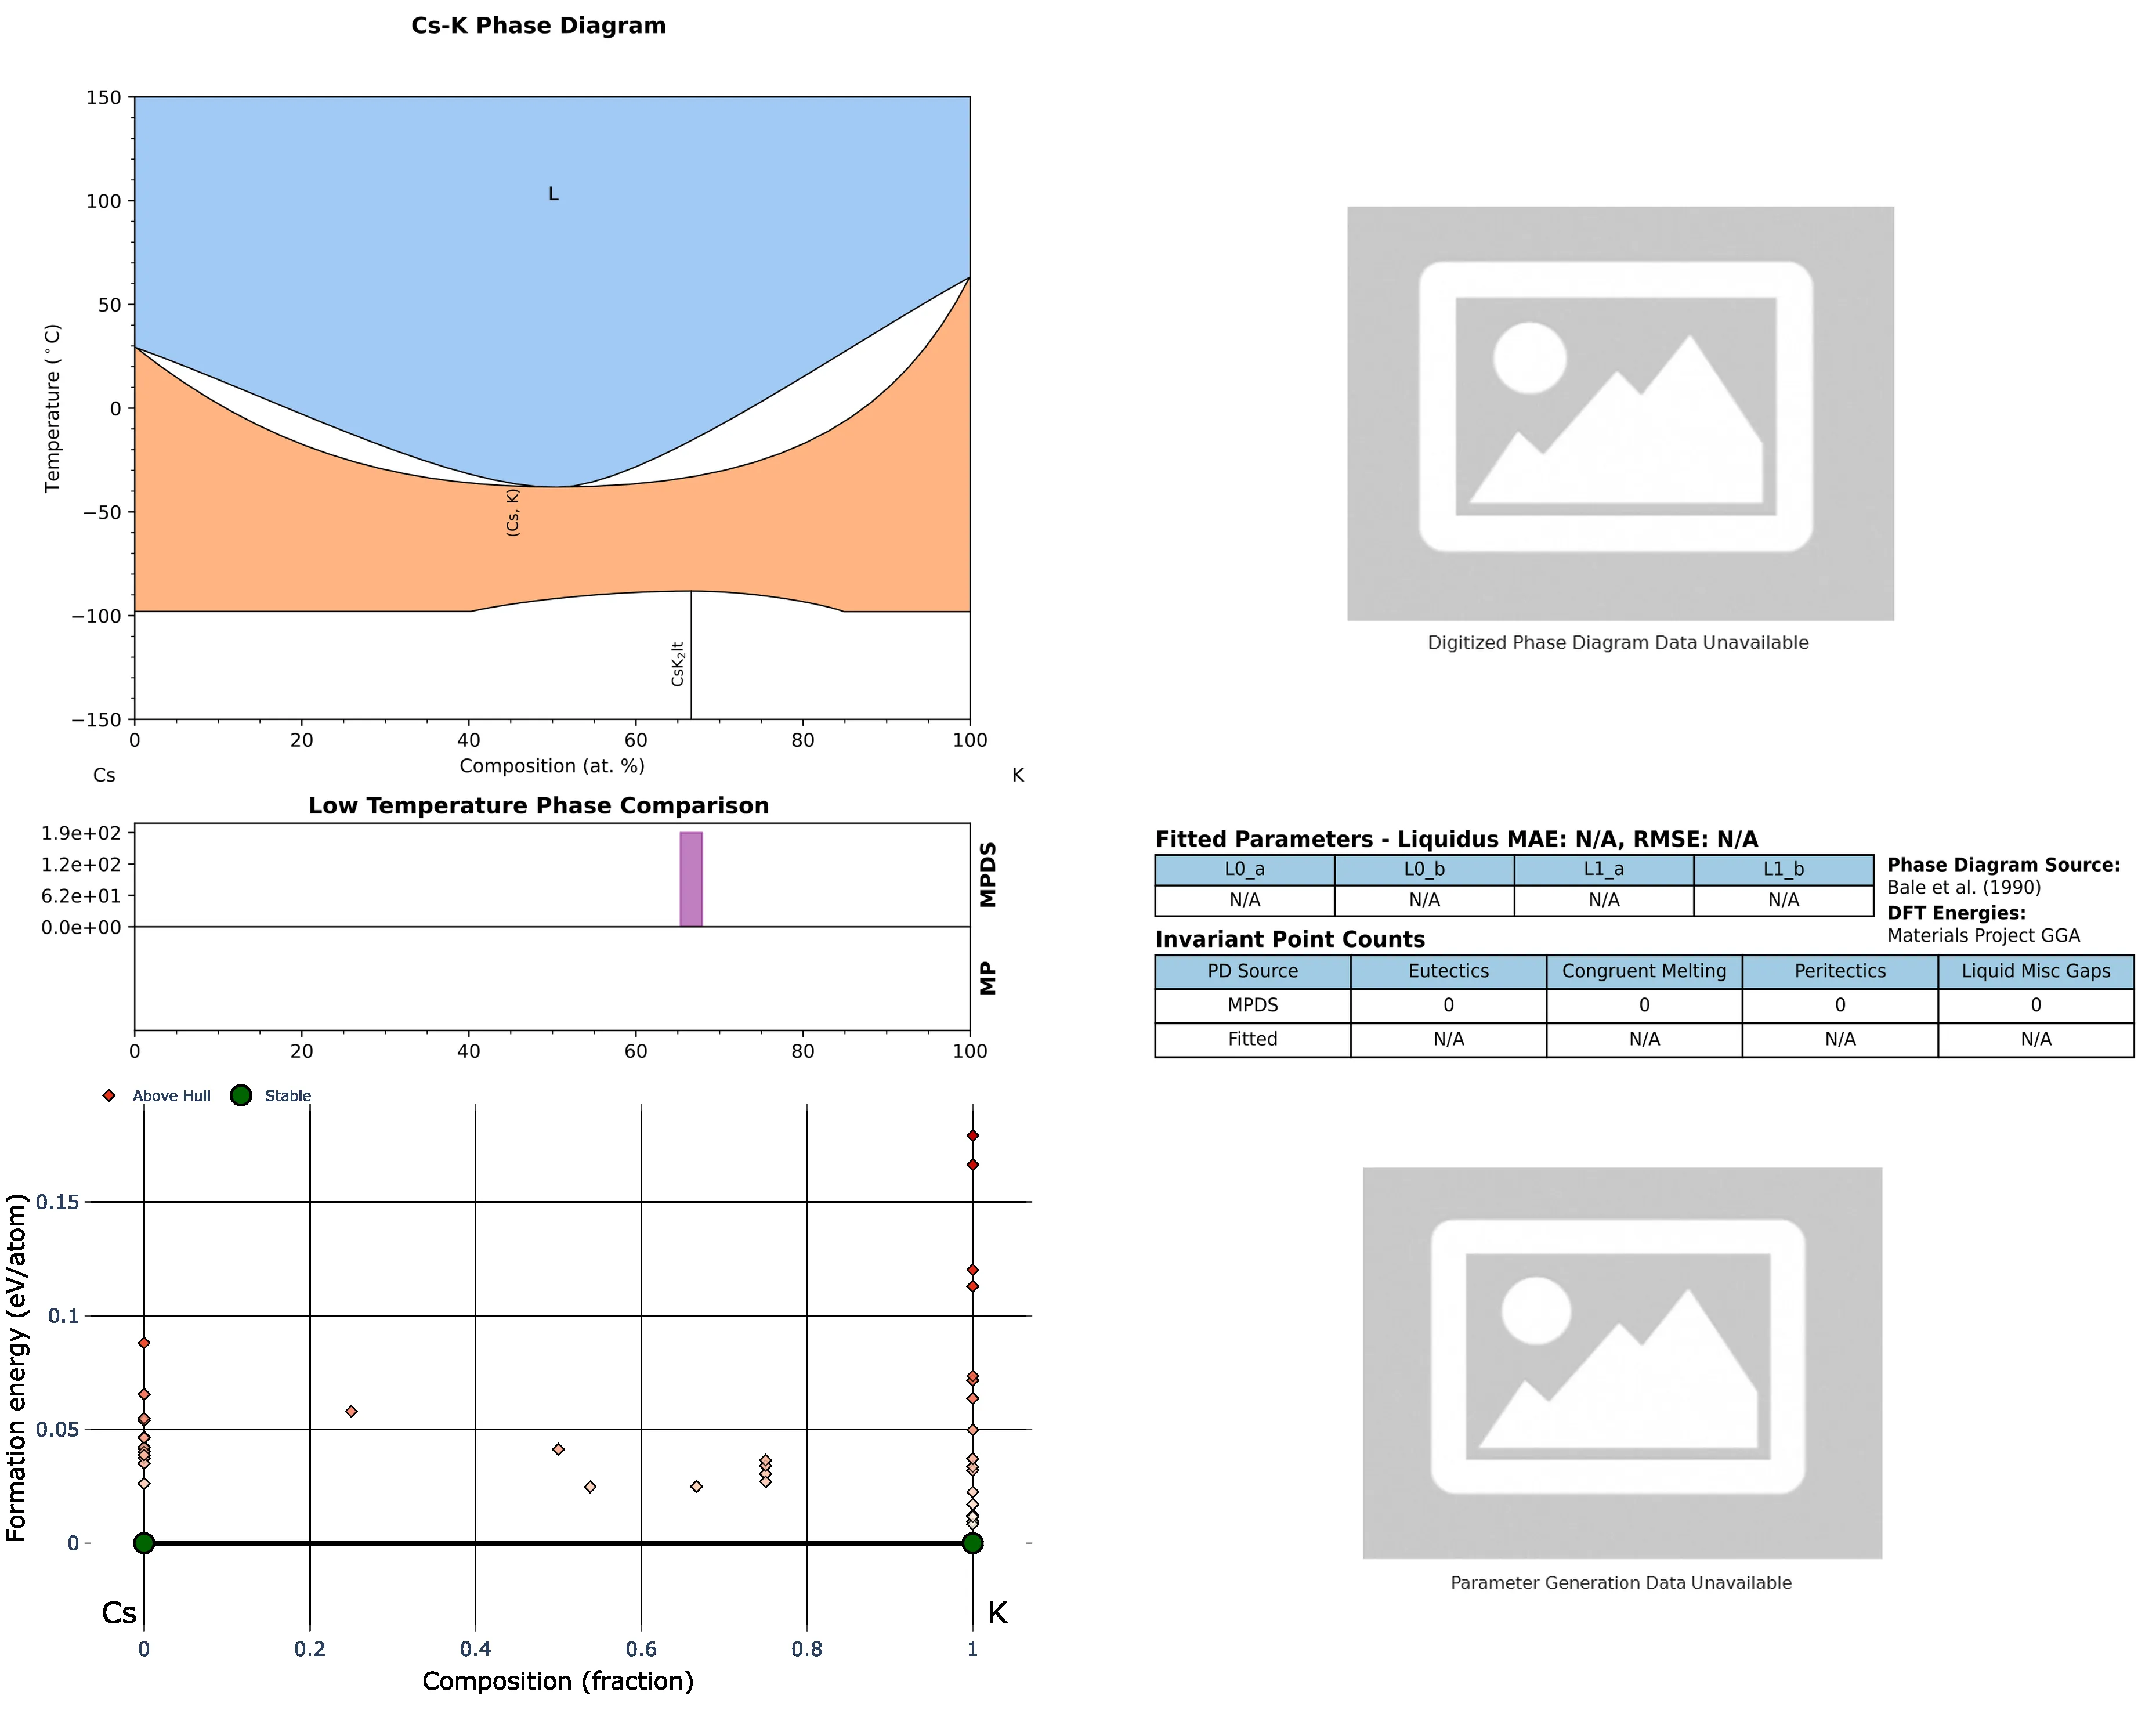 Cs-K Phase Diagram
150
100
50
0
−50
−100
−150
Temperature (°C)
L
(Cs, K)
CsK₂lt
0 20 40 60 80 100
Composition (at. %)
Cs K
Low Temperature Phase Comparison
1.9e+02
1.2e+02
6.2e+01
0.0e+00
MPDS
MP
0 20 40 60 80 100
Above Hull Stable
0.15
0.1
0.05
0
Formation energy (eV/atom)
Cs K
0 0.2 0.4 0.6 0.8 1
Composition (fraction)
Digitized Phase Diagram Data Unavailable
Fitted Parameters - Liquidus MAE: N/A, RMSE: N/A
L0_a L0_b L1_a L1_b
N/A N/A N/A N/A
Phase Diagram Source:
Bale et al. (1990)
DFT Energies:
Materials Project GGA
Invariant Point Counts
PD Source Eutectics Congruent Melting Peritectics Liquid Misc Gaps
MPDS 0 0 0 0
Fitted N/A N/A N/A N/A
Parameter Generation Data Unavailable